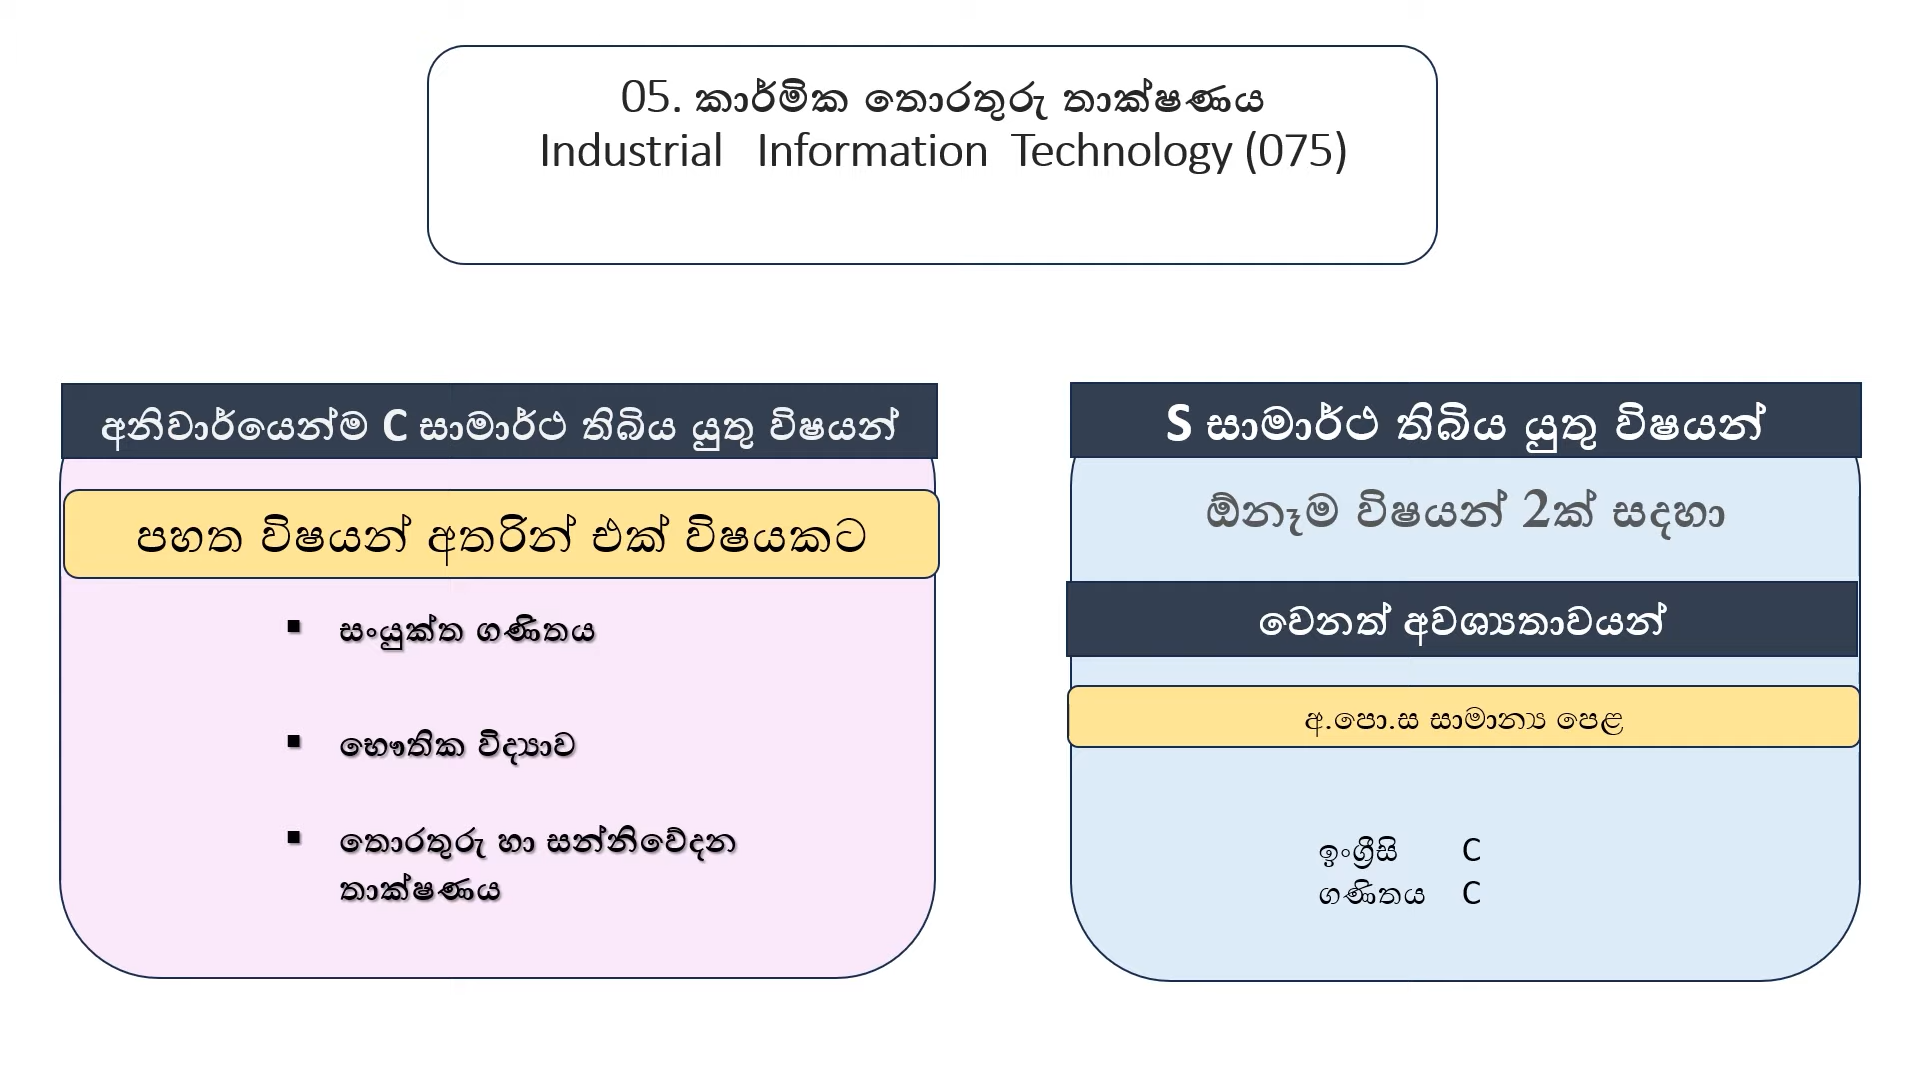 05. කාර්මික තොරතුරු තාක්ෂණය
Industrial Information Technology (075)
අනිවාර්යෙන්ම C සාමාර්ථ තිබිය යුතු විෂයන්
පහත විෂයන් අතරින් එක් විෂයකට
▪ සංයුක්ත ගණිතය
▪ භෞතික විද්‍යාව
▪ තොරතුරු හා සන්නිවේදන
තාක්ෂණය
S සාමාර්ථ තිබිය යුතු විෂයන්
ඕනෑම විෂයන් 2ක් සදහා
වෙනත් අවශ්‍යතාවයන්
අ.පො.ස සාමාන්‍ය පෙළ
ඉංග්‍රීසි C
ගණිතය C